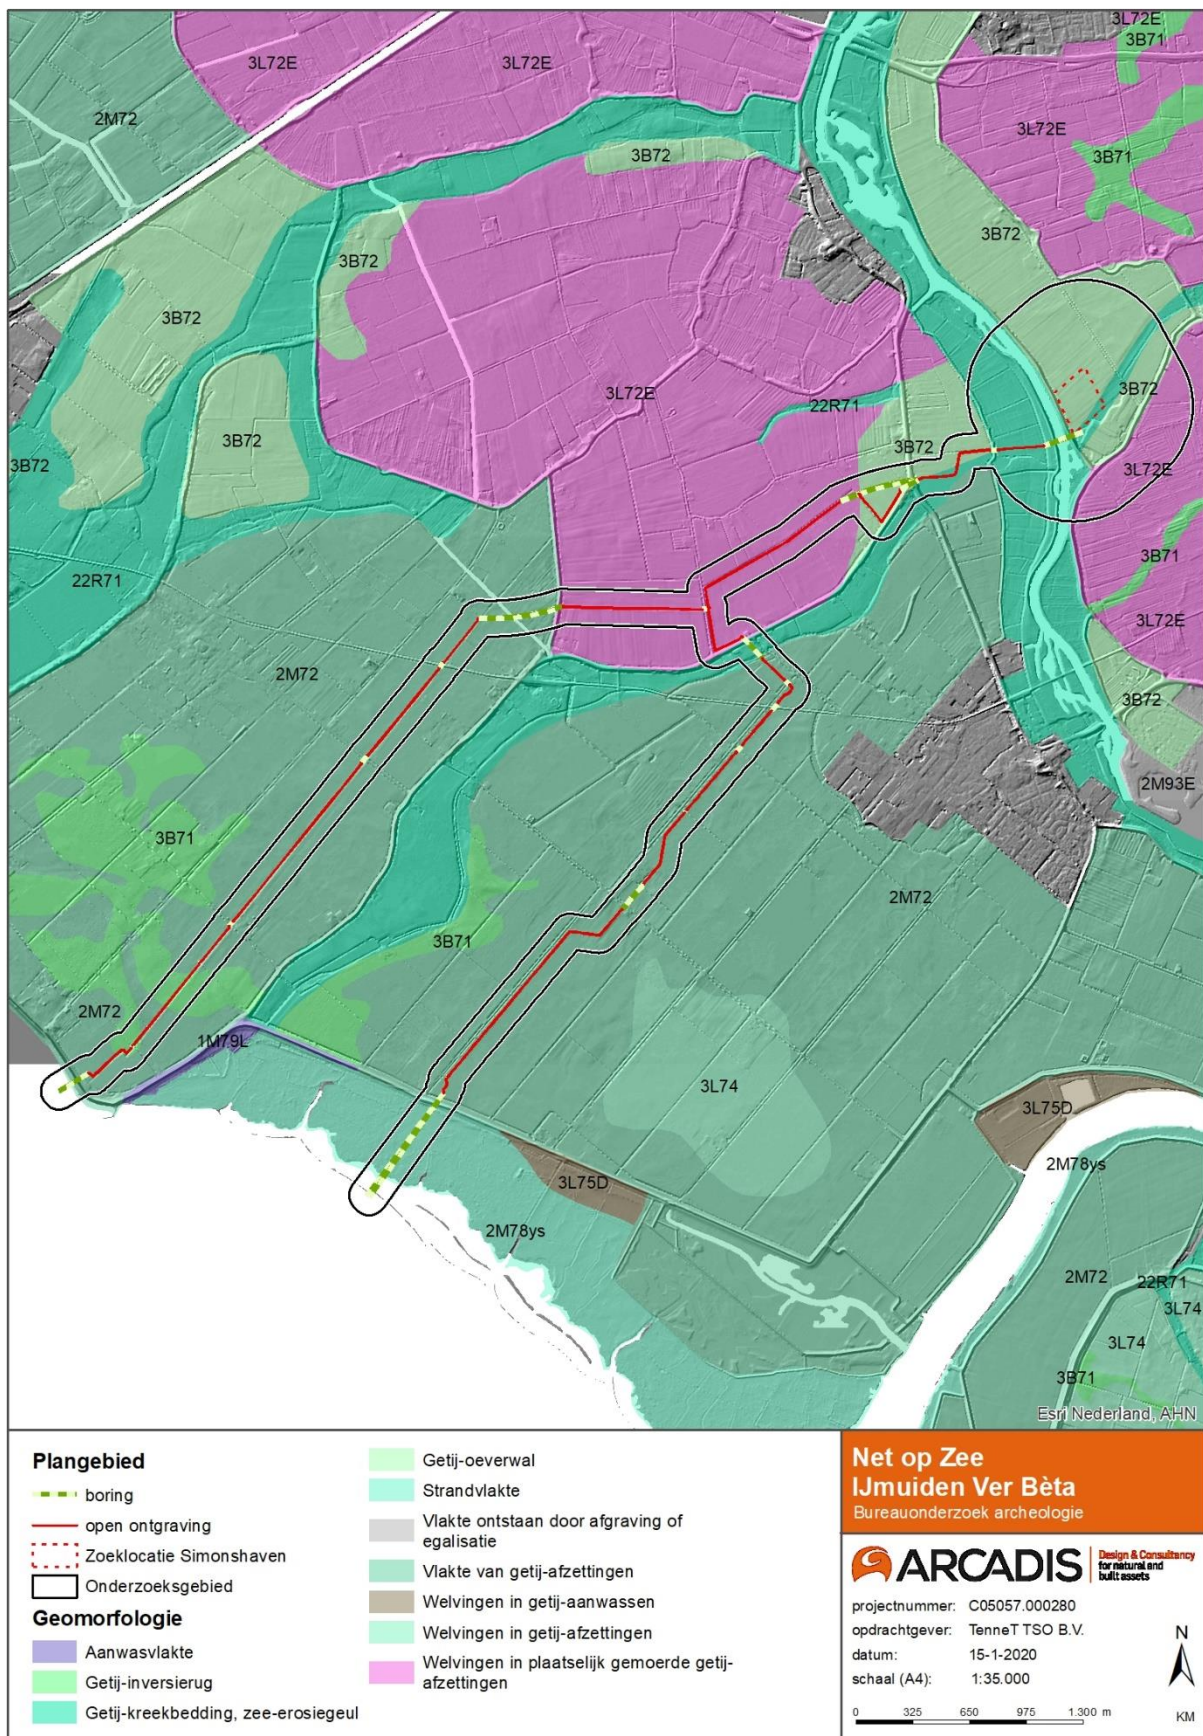 3L72E
3B71
3L72E
3L72E
2M72
3L72E
3B72
3B71
3B72
3B72
3B72
3L72E
22R71
3B72
3B72
3B72
3B72
3L72E
3B71
22R71
3L72E
2M72
3B72
2M93E
3B71
2M72
3B71
2M72
1M79L
3L74
3L75D
2M78ys
3L75D
2M78ys
2M72
22R71
3L74
3L74
3B71
Esri Nederland, AHN
Plangebied
boring
open ontgraving
Zoeklocatie Simonshaven
Onderzoeksgebied
Geomorfologie
Aanwasvlakte
Getij-inversierug
Getij-kreekbedding, zee-erosiegeul
Getij-oeverwal
Strandvlakte
Vlakte ontstaan door afgraving of
egalisatie
Vlakte van getij-afzettingen
Welvingen in getij-aanwassen
Welvingen in getij-afzettingen
Welvingen in plaatselijk gemoerde getij-
afzettingen
Net op Zee
IJmuiden Ver Bèta
Bureauonderzoek archeologie
ARCADIS
Design & Consultancy
for natural and
built assets
projectnummer: C05057.000280
opdrachtgever: TenneT TSO B.V.
datum: 15-1-2020
schaal (A4): 1:35.000
N
0 325 650 975 1.300 m
KM